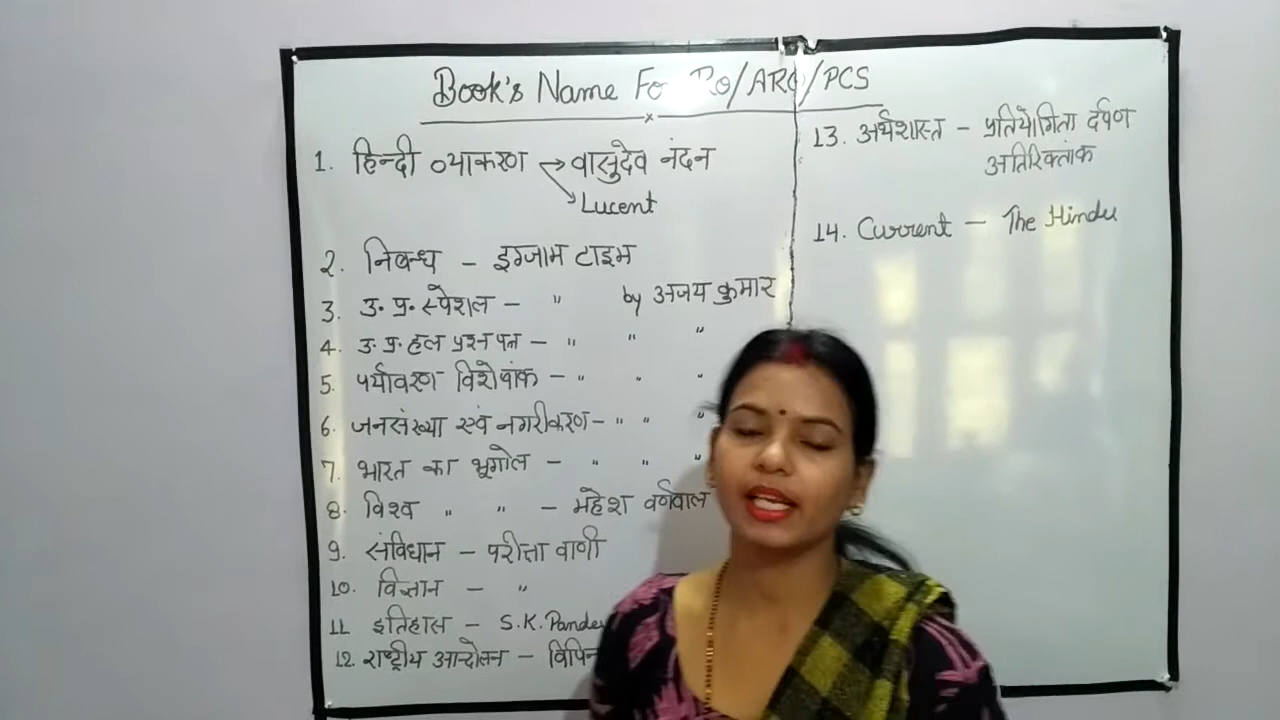 Book's Name Fo Ro/ARO/PCS
1. हिन्दी व्याकरण → वासुदेव नंदन
Lucent
2. निबन्ध - इग्जाम टाइम
3. उ. प्र. स्पेशल - " by अजय कुमार
4. उ. प्र. हल प्रश्न पत्र - " " "
5. पर्यावरण विशेषांक - " " "
6. जनसंख्या एवं नगरीकरण - " " "
7. भारत का भूगोल - " " "
8. विश्व " " - महेश वर्णवाल
9. संविधान - परीक्षा वाणी
10. विज्ञान - "
11. इतिहास - S.K. Pande
12. राष्ट्रीय आन्दोलन - विपिन
13. अर्थशास्त्र - प्रतियोगिता दर्पण
अतिरिक्तांक
14. Current - The Hindu